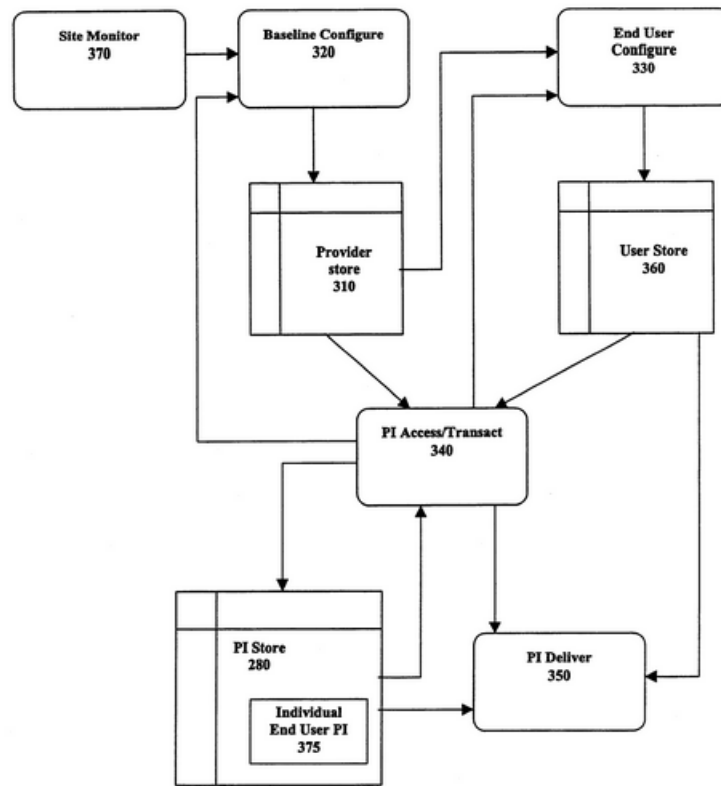 Site Monitor
370
Baseline Configure
320
End User
Configure
330
Provider
store
310
User Store
360
PI Access/Transact
340
PI Store
280
Individual
End User PI
375
PI Deliver
350